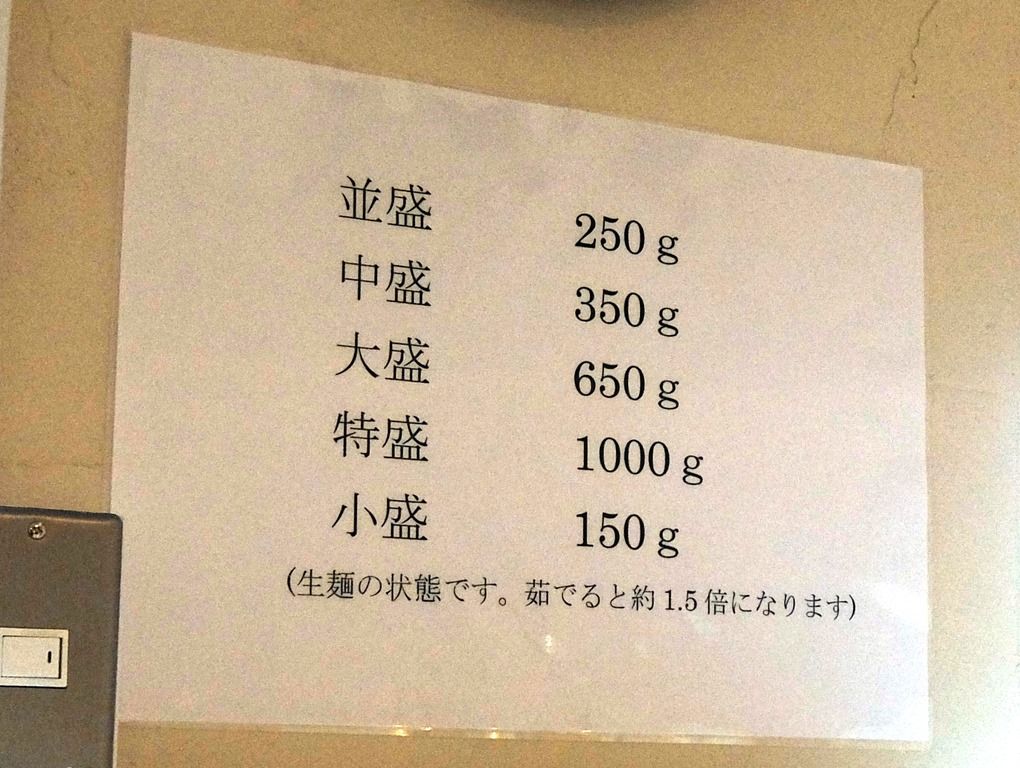 並盛 250 g
中盛 350 g
大盛 650 g
特盛 1000 g
小盛 150 g
(生麺の状態です。茹でると約 1.5 倍になります)